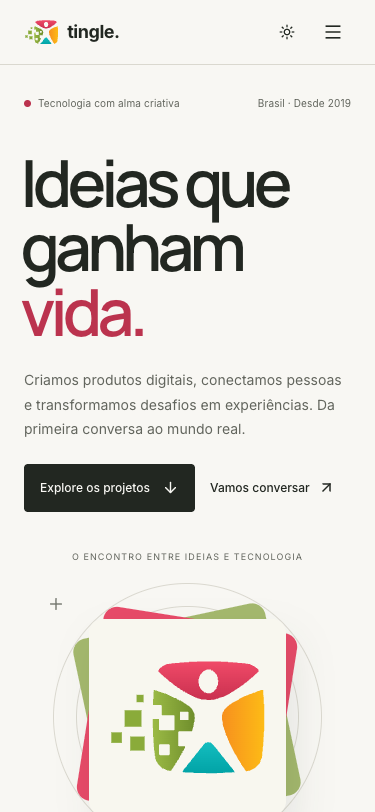 tingle.
Tecnologia com alma criativa
Brasil · Desde 2019
Ideias que
ganham
vida.
Criamos produtos digitais, conectamos pessoas
e transformamos desafios em experiências. Da
primeira conversa ao mundo real.
Explore os projetos
Vamos conversar
O ENCONTRO ENTRE IDEIAS E TECNOLOGIA